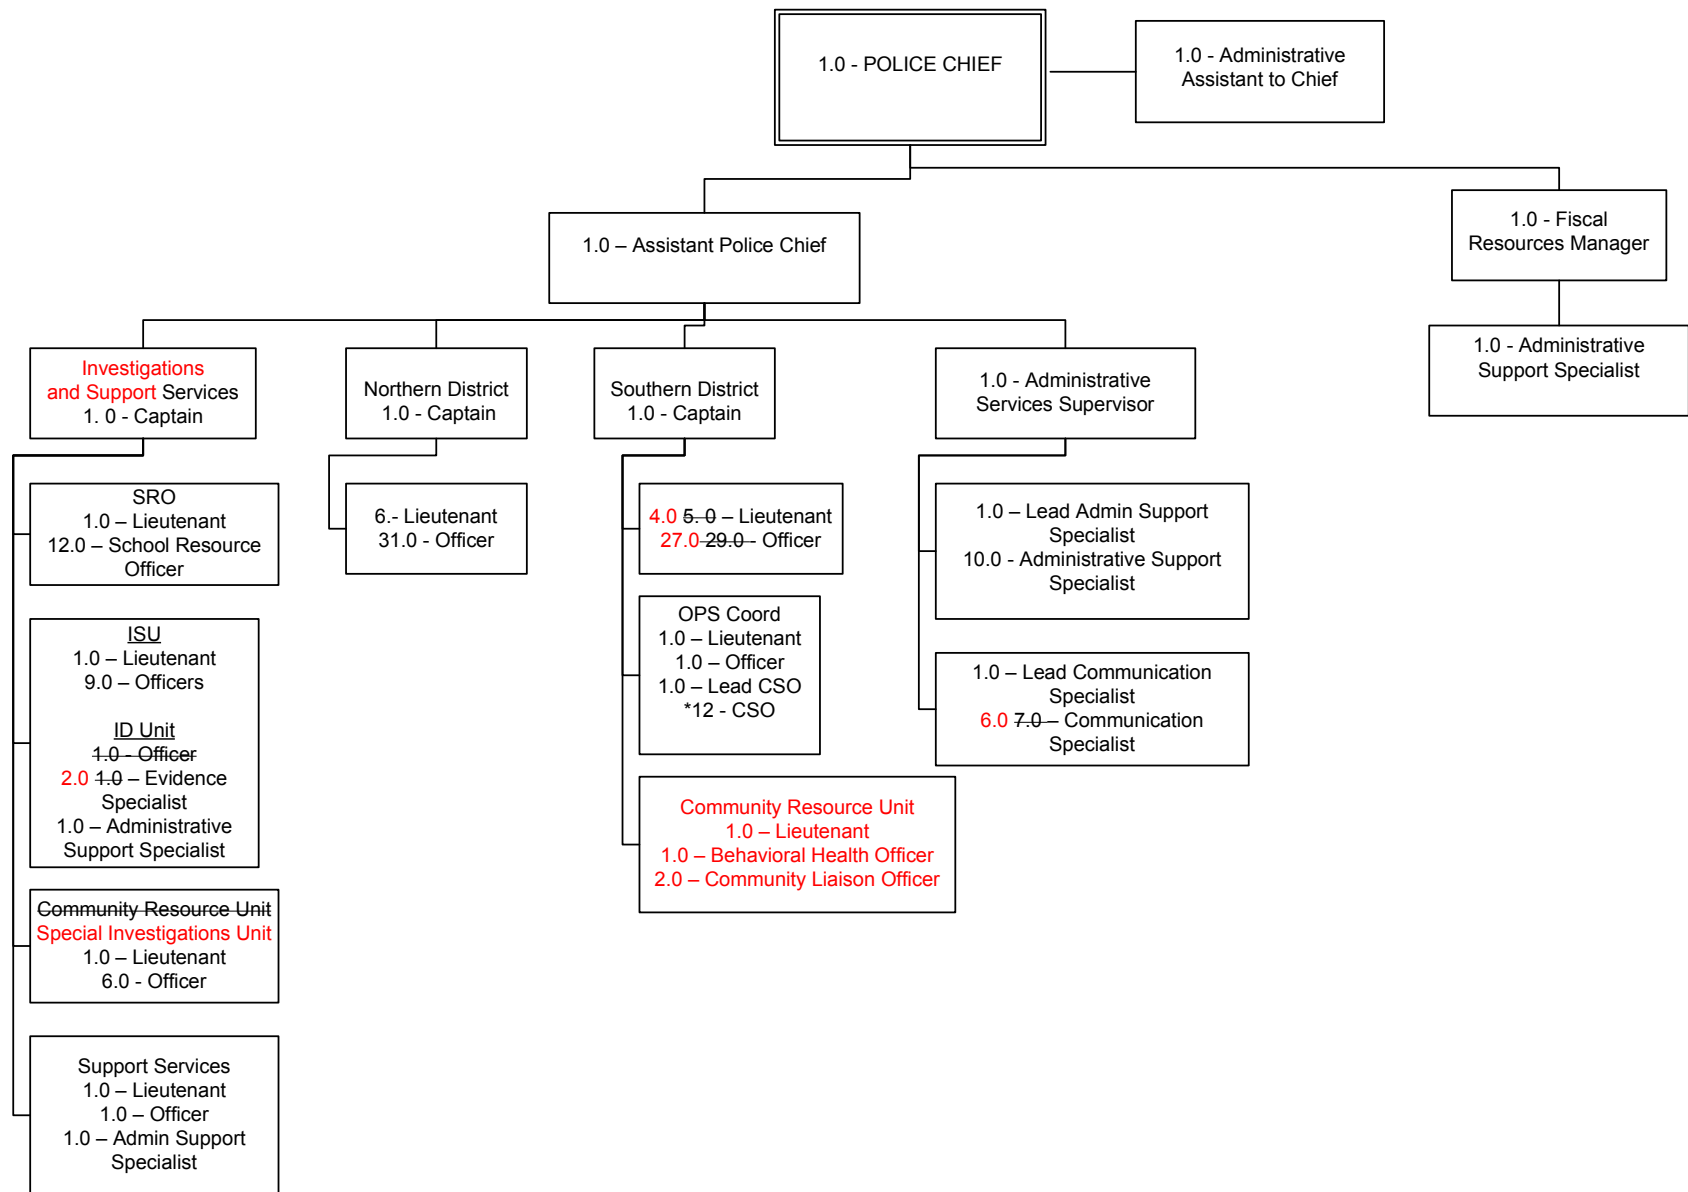 1.0 - POLICE CHIEF
1.0 - Administrative
Assistant to Chief
1.0 – Assistant Police Chief
1.0 - Fiscal
Resources Manager
1.0 - Administrative
Support Specialist
Investigations
and Support Services
1. 0 - Captain
Northern District
1.0 - Captain
Southern District
1.0 - Captain
1.0 - Administrative
Services Supervisor
SRO
1.0 – Lieutenant
12.0 – School Resource
Officer
ISU
1.0 – Lieutenant
9.0 – Officers
ID Unit
1.0 - Officer
2.0 1.0 – Evidence
Specialist
1.0 – Administrative
Support Specialist
Community Resource Unit
Special Investigations Unit
1.0 – Lieutenant
6.0 - Officer
Support Services
1.0 – Lieutenant
1.0 – Officer
1.0 – Admin Support
Specialist
6.- Lieutenant
31.0 - Officer
4.0 5. 0 – Lieutenant
27.0 29.0 - Officer
OPS Coord
1.0 – Lieutenant
1.0 – Officer
1.0 – Lead CSO
*12 - CSO
Community Resource Unit
1.0 – Lieutenant
1.0 – Behavioral Health Officer
2.0 – Community Liaison Officer
1.0 – Lead Admin Support
Specialist
10.0 - Administrative Support
Specialist
1.0 – Lead Communication
Specialist
6.0 7.0 – Communication
Specialist